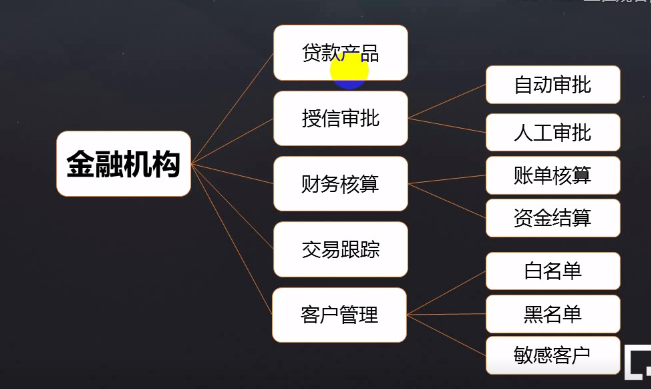 金融机构
贷款产品
授信审批
自动审批
人工审批
财务核算
账单核算
资金结算
交易跟踪
客户管理
白名单
黑名单
敏感客户